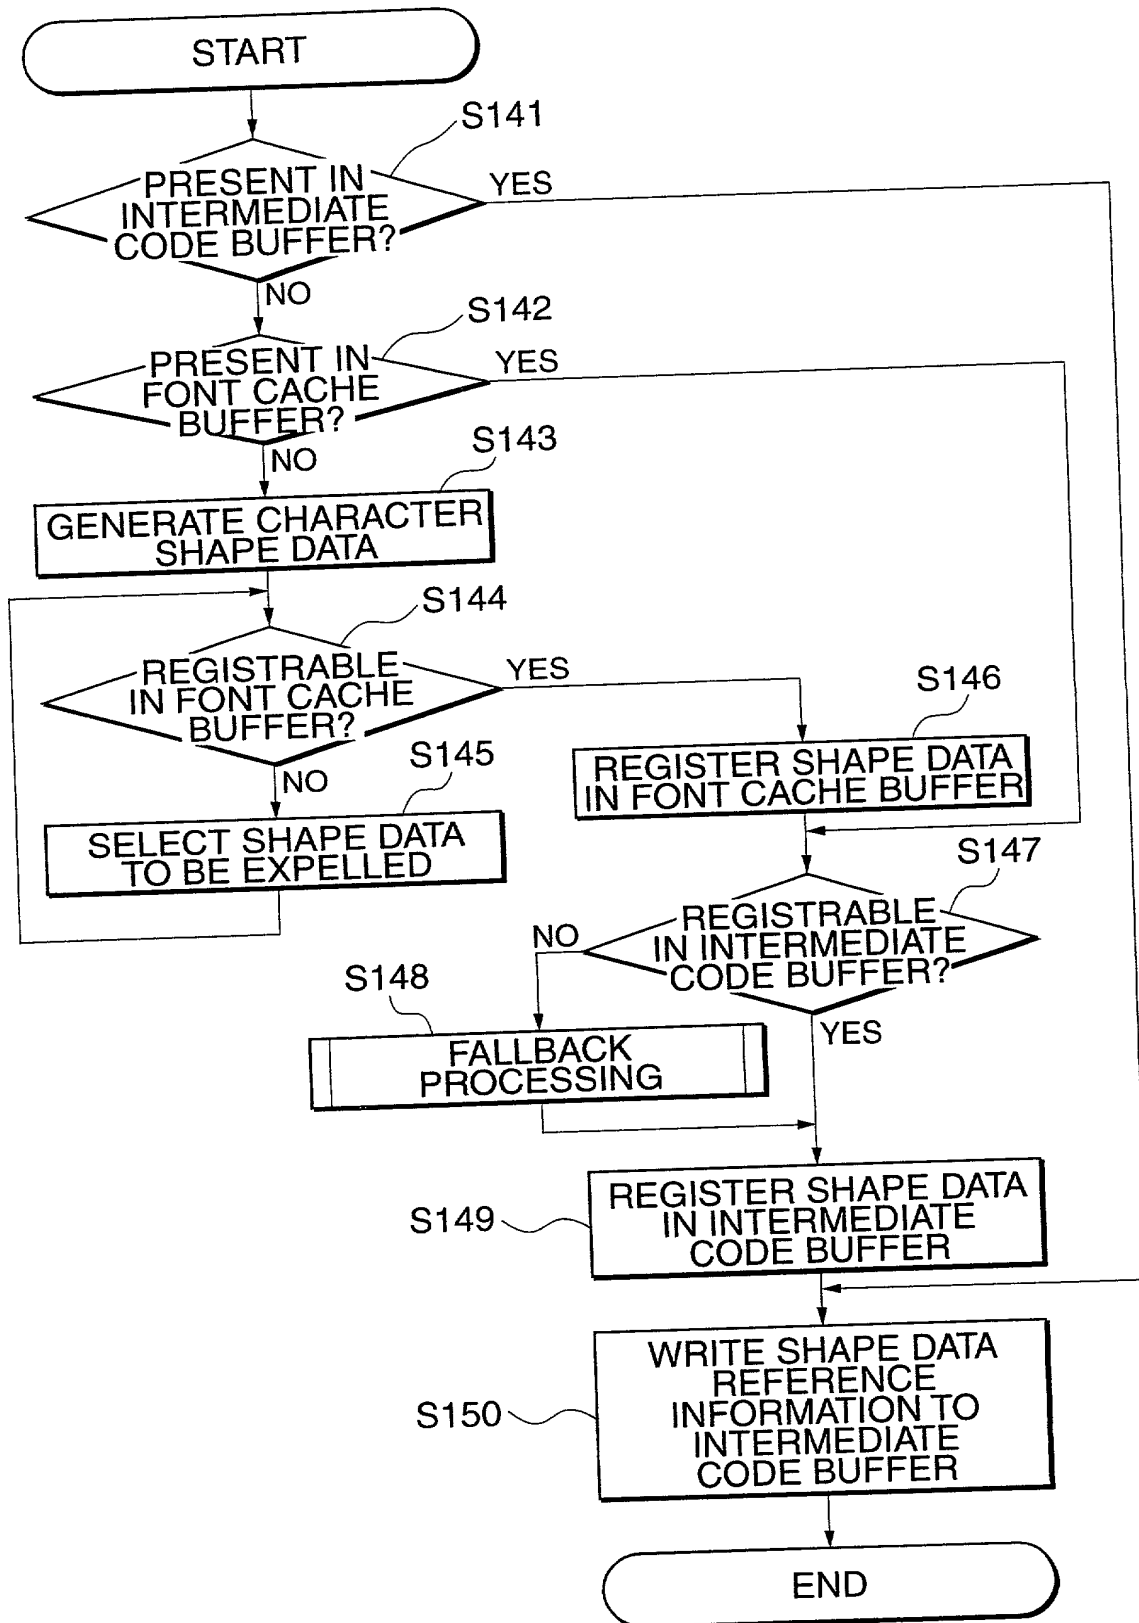 START
S141
PRESENT IN
INTERMEDIATE
CODE BUFFER?
YES
NO
S142
PRESENT IN
FONT CACHE
BUFFER?
YES
NO
S143
GENERATE CHARACTER
SHAPE DATA
S144
REGISTRABLE
IN FONT CACHE
BUFFER?
YES
NO
S145
SELECT SHAPE DATA
TO BE EXPELLED
S146
REGISTER SHAPE DATA
IN FONT CACHE BUFFER
S147
REGISTRABLE
IN INTERMEDIATE
CODE BUFFER?
NO
YES
S148
FALLBACK
PROCESSING
S149
REGISTER SHAPE DATA
IN INTERMEDIATE
CODE BUFFER
S150
WRITE SHAPE DATA
REFERENCE
INFORMATION TO
INTERMEDIATE
CODE BUFFER
END